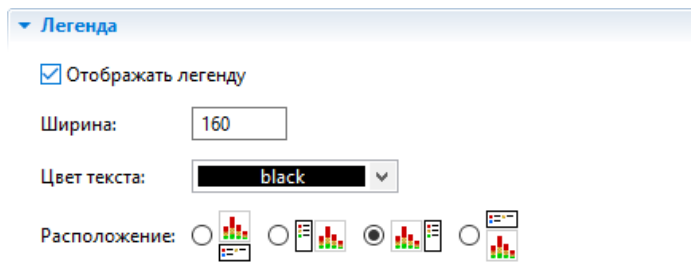 Легенда
Отображать легенду
Ширина: 160
Цвет текста: black
Расположение: